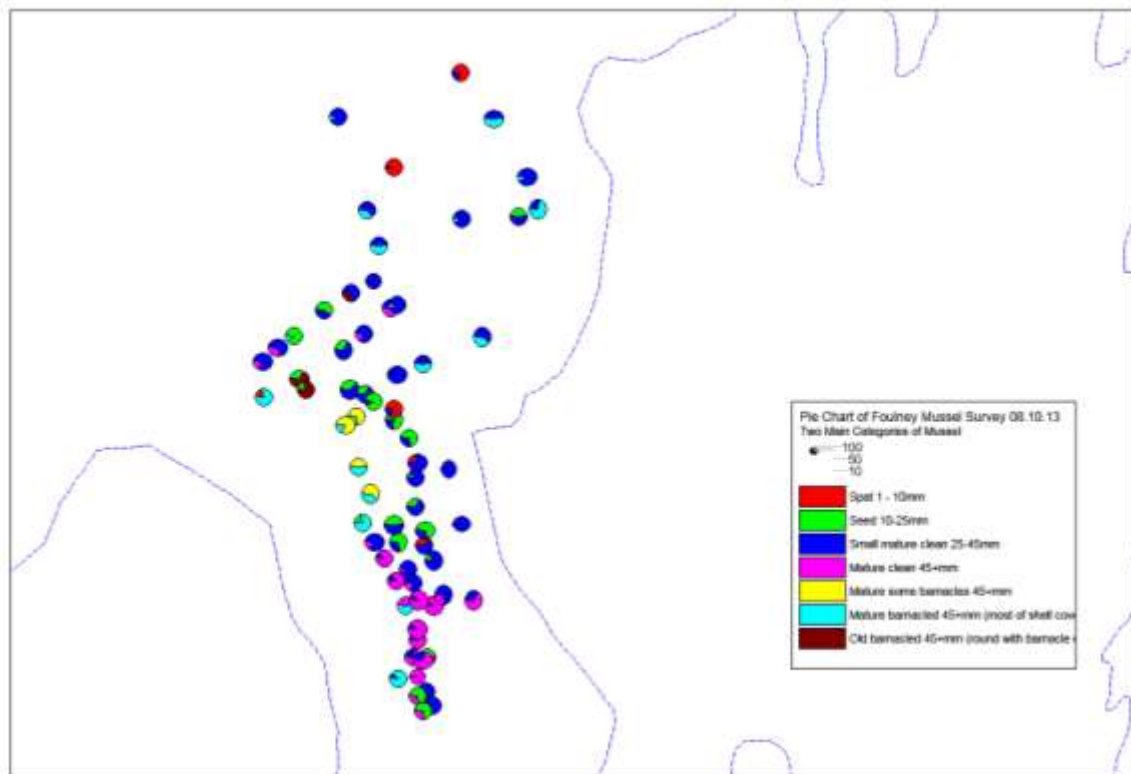 Pie Chart of Foulney Mussel Survey 08.10.13
Two Main Categories of Mussel
100
50
10
Spat 1 - 10mm
Seed 10-25mm
Small mature clean 25-45mm
Mature clean 45+mm
Mature some barnacles 45+mm
Mature barnacled 45+mm (most of shell cov
Old barnacled 45+mm (round with barnacle